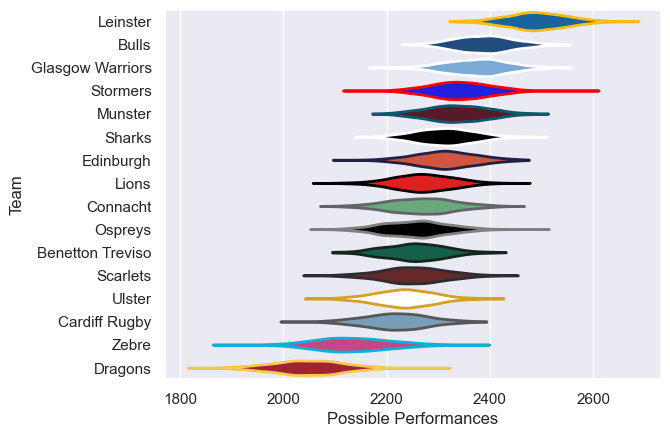 Leinster
Bulls
Glasgow Warriors
Stormers
Munster
Sharks
Edinburgh
Lions
Connacht
Ospreys
Benetton Treviso
Scarlets
Ulster
Cardiff Rugby
Zebre
Dragons
Team
1800 2000 2200 2400 2600
Possible Performances